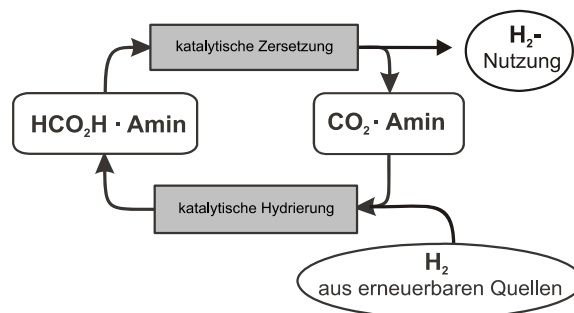 katalytische Zersetzung
H₂-
Nutzung
HCO₂H · Amin
CO₂ · Amin
katalytische Hydrierung
H₂
aus erneuerbaren Quellen